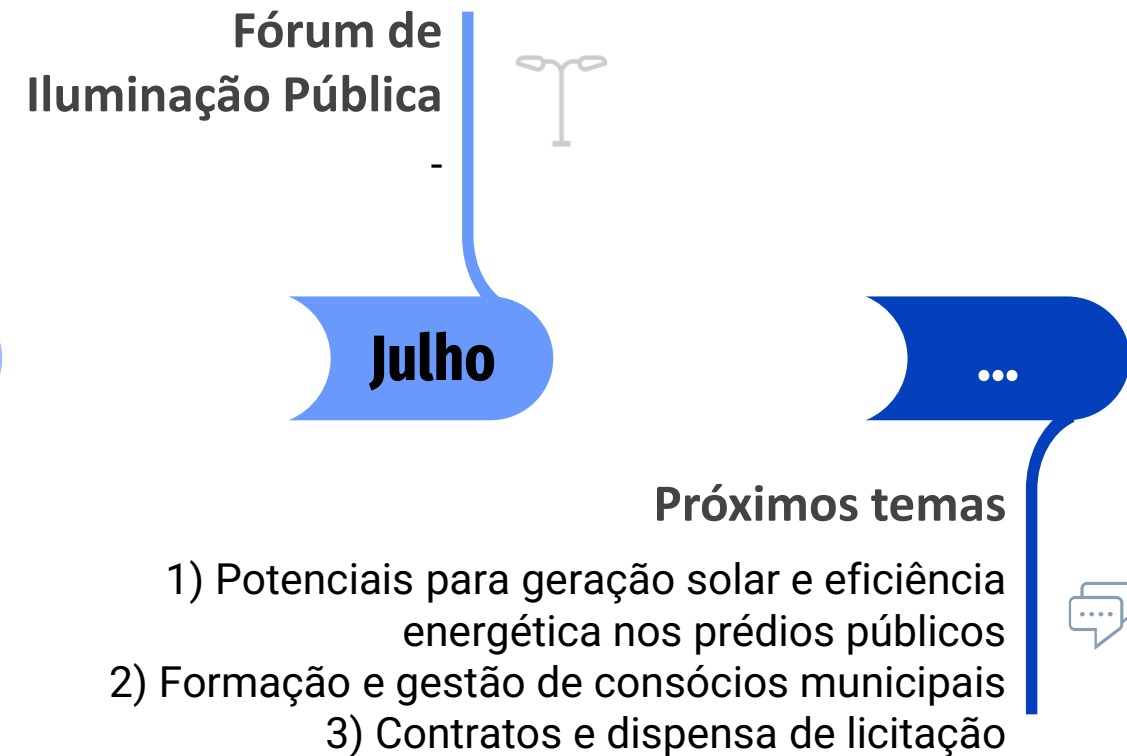 Fórum de
Iluminação Pública
-
Julho
...
Próximos temas
1) Potenciais para geração solar e eficiência
energética nos prédios públicos
2) Formação e gestão de consócios municipais
3) Contratos e dispensa de licitação